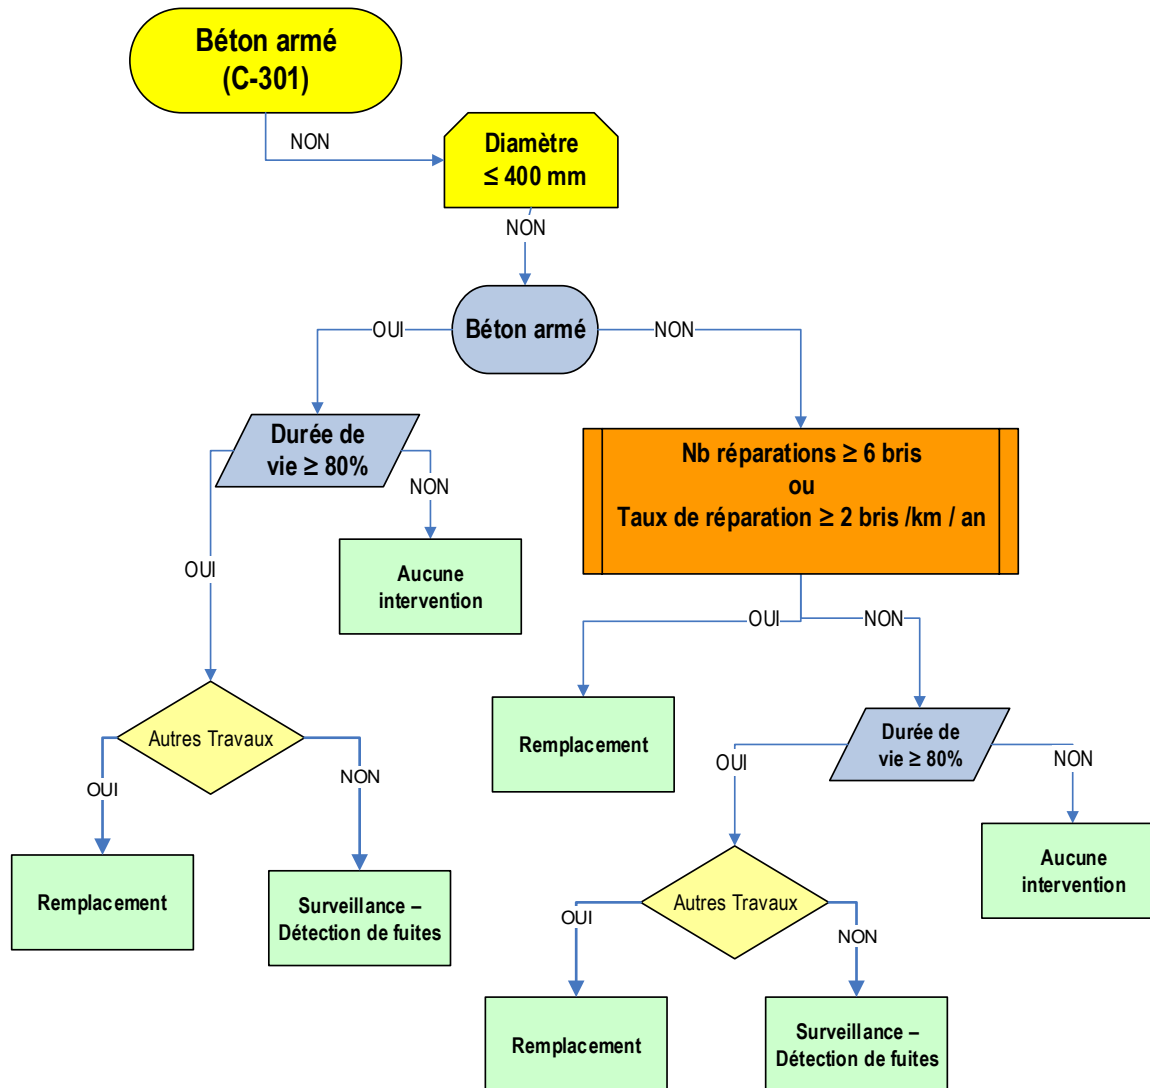 Béton armé
(C-301)
NON
Diamètre
≤ 400 mm
NON
Béton armé
OUI
NON
Durée de
vie ≥ 80%
NON
OUI
Aucune
intervention
Nb réparations ≥ 6 bris
ou
Taux de réparation ≥ 2 bris /km / an
OUI
NON
Autres Travaux
OUI
NON
Remplacement
Surveillance –
Détection de fuites
Remplacement
Durée de
vie ≥ 80%
OUI
NON
Aucune
intervention
Autres Travaux
OUI
NON
Remplacement
Surveillance –
Détection de fuites